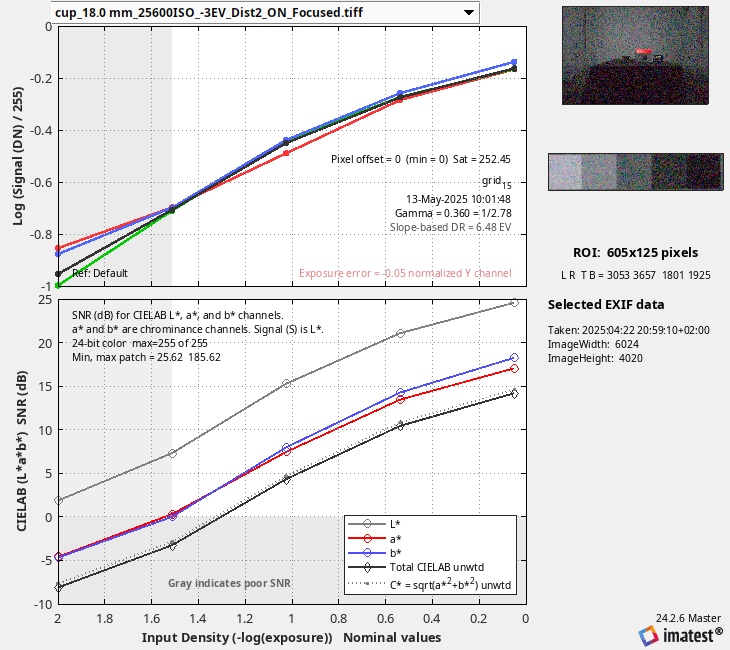 cup_18.0 mm_25600ISO_-3EV_Dist2_ON_Focused.tiff
0
-0.2
-0.4
-0.6
-0.8
-1
Log (Signal (DN) / 255)
Pixel offset = 0 (min = 0) Sat = 252.45
grid_15
13-May-2025 10:01:48
Gamma = 0.360 = 1/2.78
Slope-based DR = 6.48 EV
Ref: Default
Exposure error = -0.05 normalized Y channel
25
20
15
10
5
0
-5
-10
CIELAB (L*a*b*) SNR (dB)
SNR (dB) for CIELAB L*, a*, and b* channels.
a* and b* are chrominance channels. Signal (S) is L*.
24-bit color max=255 of 255
Min, max patch = 25.62 185.62
L*
a*
b*
Total CIELAB unwtd
C* = sqrt(a*²+b*²) unwtd
Gray indicates poor SNR
2 1.8 1.6 1.4 1.2 1 0.8 0.6 0.4 0.2 0
Input Density (-log(exposure)) Nominal values
ROI: 605x125 pixels
L R T B = 3053 3657 1801 1925
Selected EXIF data
Taken: 2025:04:22 20:59:10+02:00
ImageWidth: 6024
ImageHeight: 4020
24.2.6 Master
imatest®